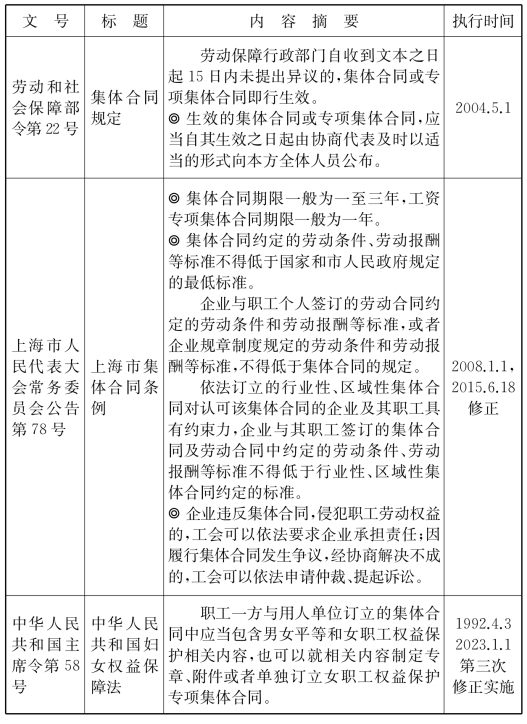 文 号 标 题 内 容 摘 要 执行时间
劳动和社
会保障部
令第 22 号
集体合同
规定
劳动保障行政部门自收到文本之日
起 15 日内未提出异议的,集体合同或专
项集体合同即行生效。
◎ 生效的集体合同或专项集体合同,应
当自其生效之日起由协商代表及时以适
当的形式向本方全体人员公布。
2004.5.1
上海市人
民代表大
会常务委
员会公告
第 78 号
上海市集
体合同条
例
◎ 集体合同期限一般为一至三年,工资
专项集体合同期限一般为一年。
◎ 集体合同约定的劳动条件、劳动报酬
等标准不得低于国家和市人民政府规定
的最低标准。
企业与职工个人签订的劳动合同约
定的劳动条件和劳动报酬等标准,或者
企业规章制度规定的劳动条件和劳动报
酬等标准,不得低于集体合同的规定。
依法订立的行业性、区域性集体合
同对认可该集体合同的企业及其职工具
有约束力,企业与其职工签订的集体合
同及劳动合同中约定的劳动条件、劳动
报酬等标准不得低于行业性、区域性集
体合同约定的标准。
◎ 企业违反集体合同,侵犯职工劳动权益
的,工会可以依法要求企业承担责任;因
履行集体合同发生争议,经协商解决不成
的,工会可以依法申请仲裁、提起诉讼。
2008.1.1,
2015.6.18
修正
中华人民
共和国主
席令第 58
号
中华人民
共和国妇
女权益保
障法
职工一方与用人单位订立的集体合
同中应当包含男女平等和女职工权益保
护相关内容,也可以就相关内容制定专
章、附件或者单独订立女职工权益保护
专项集体合同。
1992.4.3
2023.1.1
第三次
修正实施